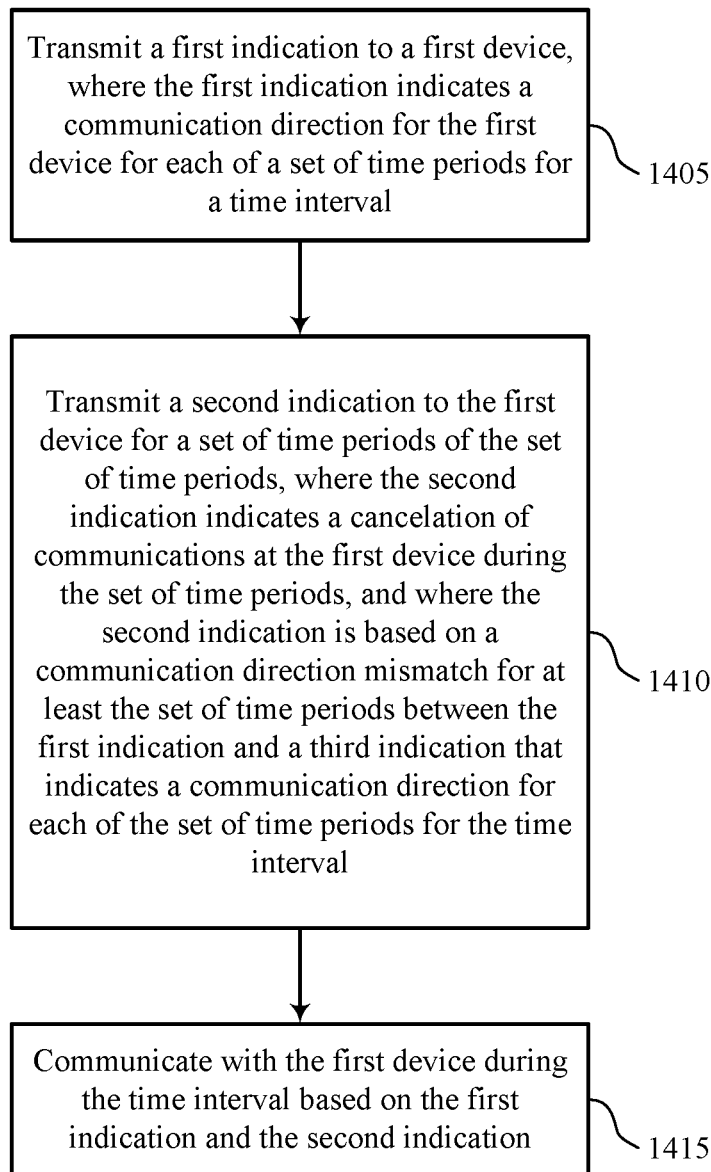 Transmit a first indication to a first device,
where the first indication indicates a
communication direction for the first
device for each of a set of time periods for
a time interval
1405
Transmit a second indication to the first
device for a set of time periods of the set
of time periods, where the second
indication indicates a cancelation of
communications at the first device during
the set of time periods, and where the
second indication is based on a
communication direction mismatch for at
least the set of time periods between the
first indication and a third indication that
indicates a communication direction for
each of the set of time periods for the time
interval
1410
Communicate with the first device during
the time interval based on the first
indication and the second indication
1415